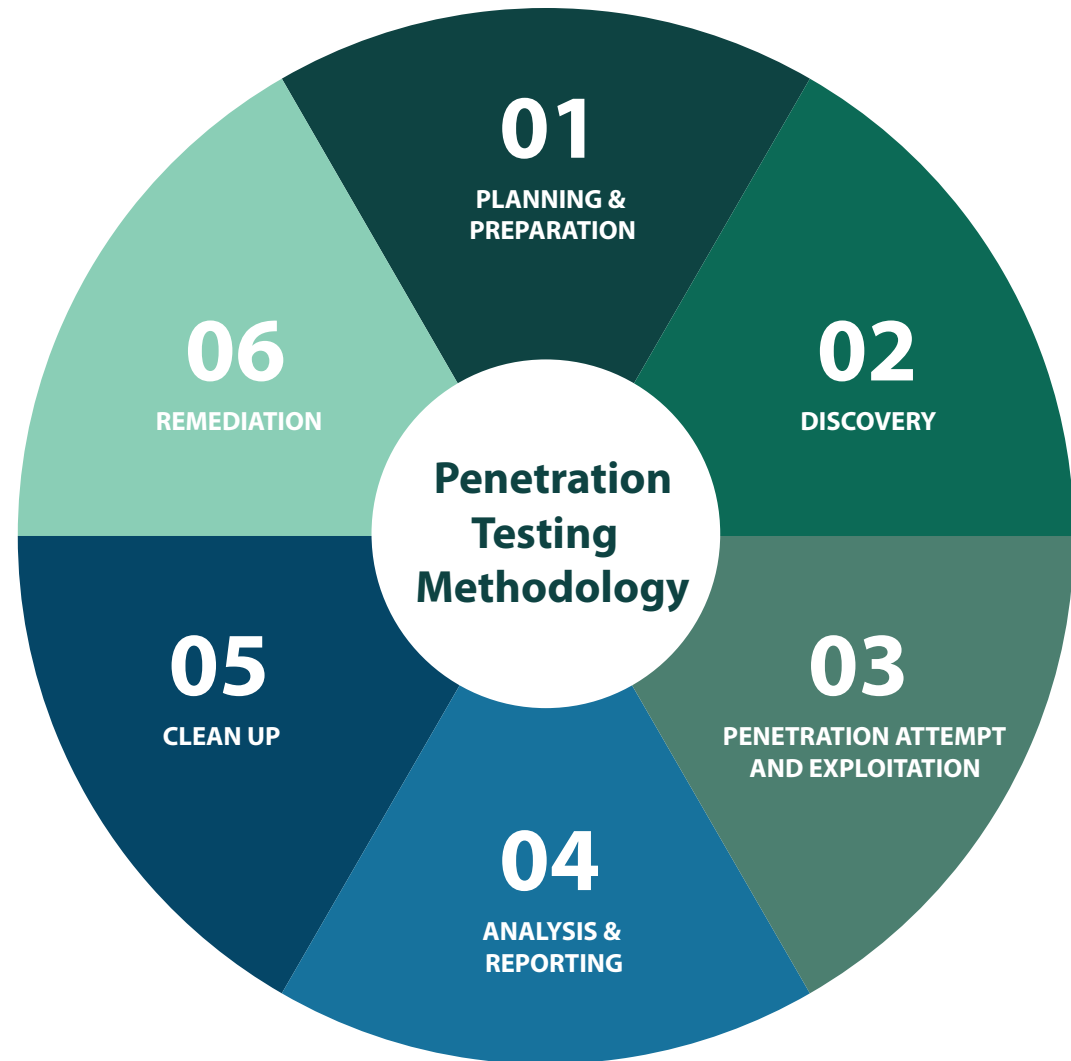 01
PLANNING &
PREPARATION
02
DISCOVERY
03
PENETRATION ATTEMPT
AND EXPLOITATION
04
ANALYSIS &
REPORTING
05
CLEAN UP
06
REMEDIATION
Penetration
Testing
Methodology